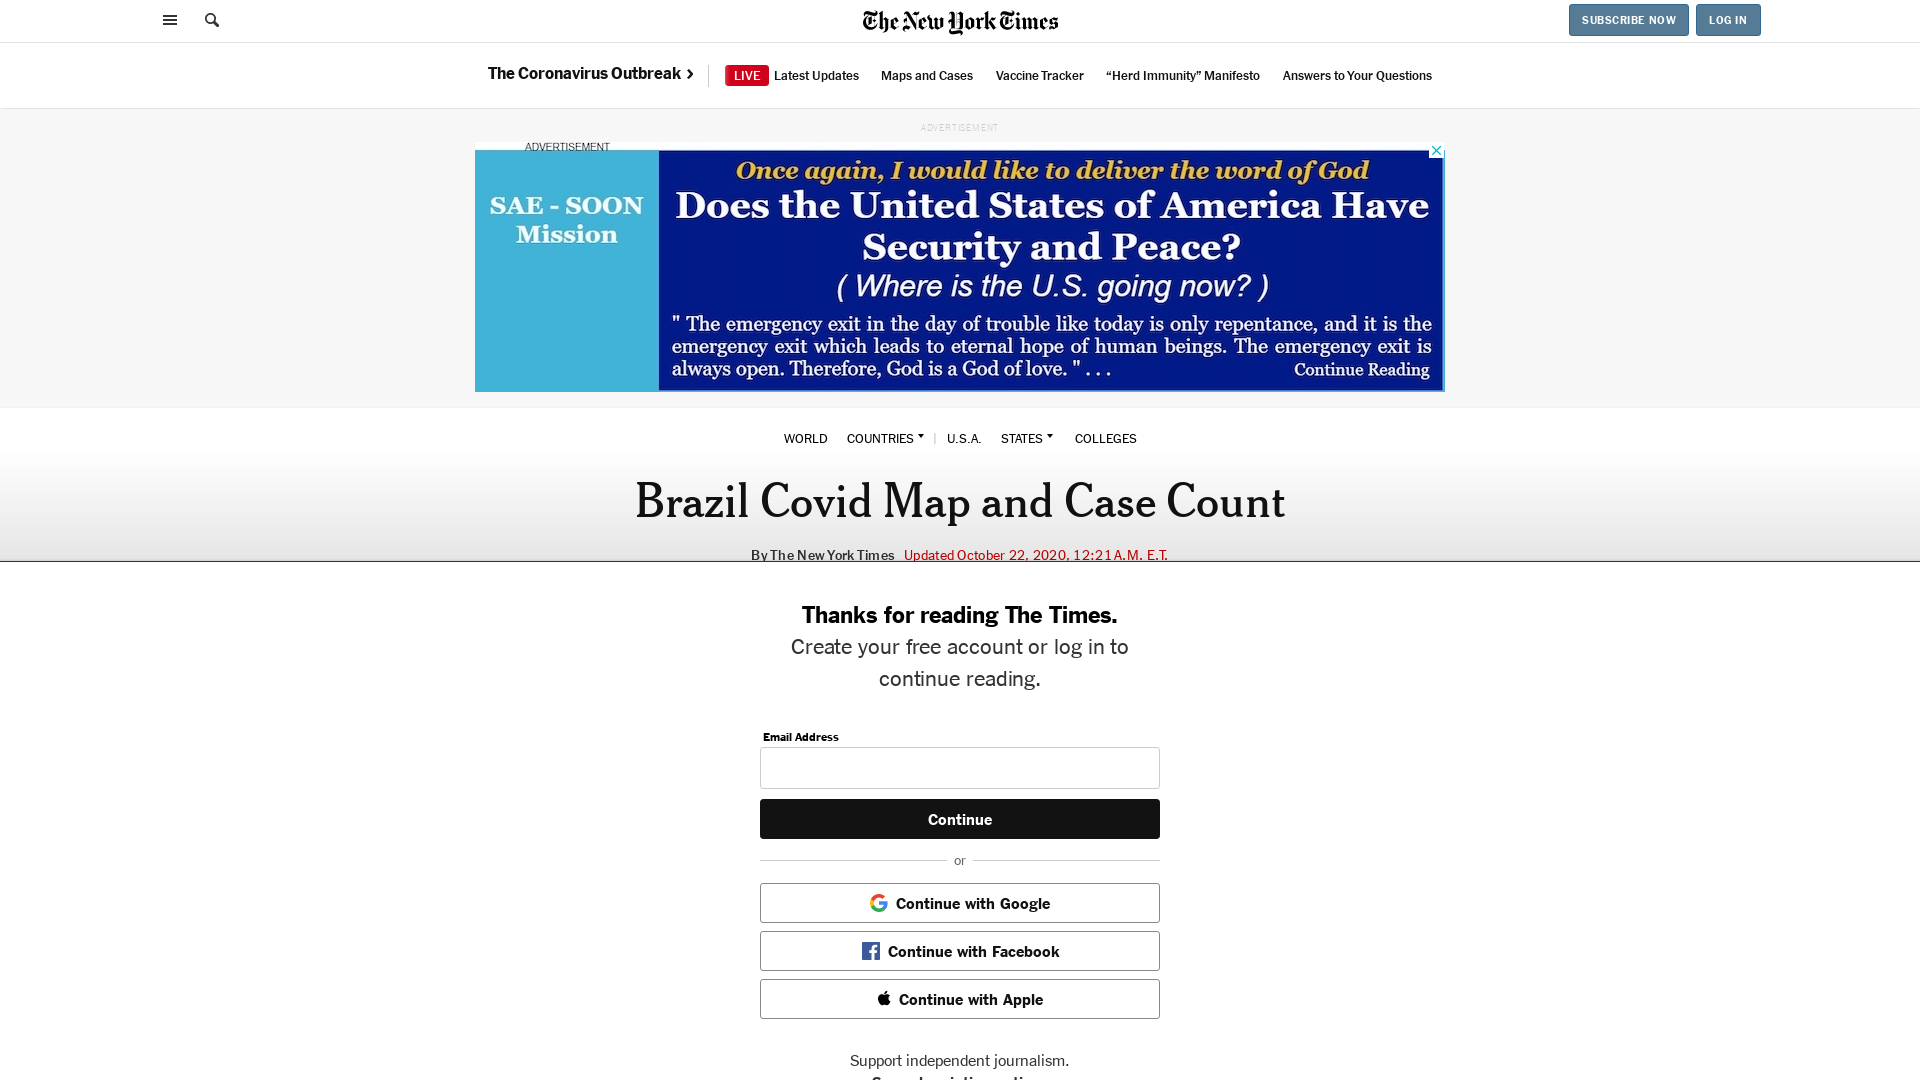 The New York Times
SUBSCRIBE NOW
LOG IN
The Coronavirus Outbreak
LIVE Latest Updates
Maps and Cases
Vaccine Tracker
“Herd Immunity” Manifesto
Answers to Your Questions
ADVERTISEMENT
ADVERTISEMENT
SAE - SOON
Mission
Once again, I would like to deliver the word of God
Does the United States of America Have
Security and Peace?
( Where is the U.S. going now? )
" The emergency exit in the day of trouble like today is only repentance, and it is the
emergency exit which leads to eternal hope of human beings. The emergency exit is
always open. Therefore, God is a God of love. " . . .
Continue Reading
WORLD COUNTRIES | U.S.A. STATES COLLEGES
Brazil Covid Map and Case Count
By The New York Times Updated October 22, 2020, 12:21 A.M. E.T.
Thanks for reading The Times.
Create your free account or log in to
continue reading.
Email Address
Continue
or
Continue with Google
Continue with Facebook
Continue with Apple
Support independent journalism.